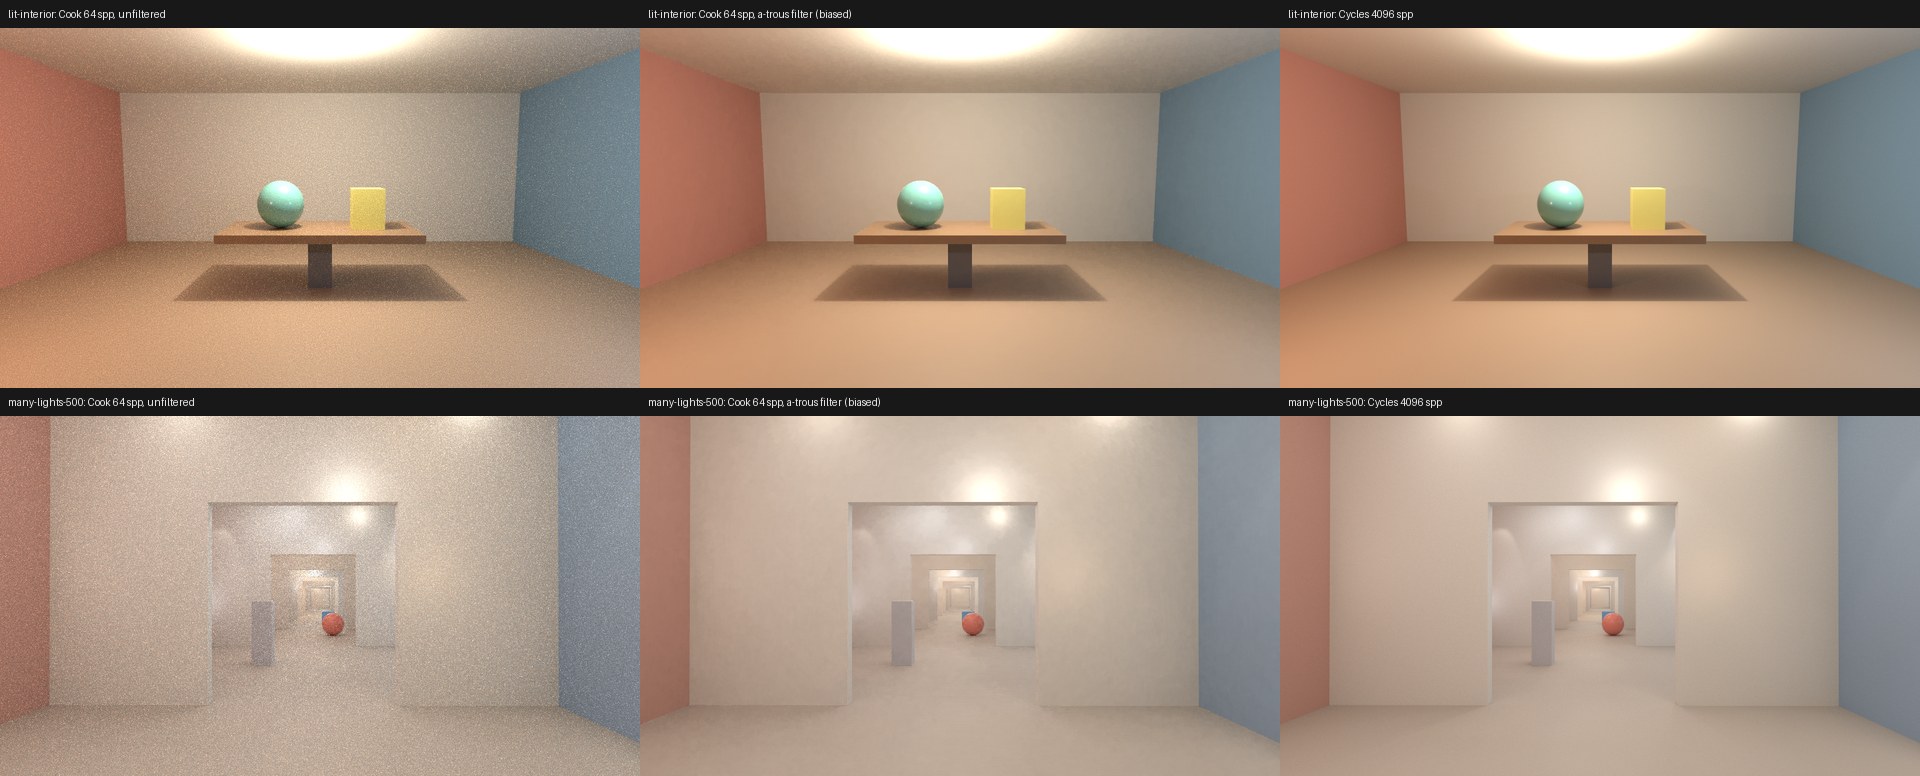 lit-interior: Cook 64 spp, unfiltered
lit-interior: Cook 64 spp, a-trous filter (biased)
lit-interior: Cycles 4096 spp
many-lights-500: Cook 64 spp, unfiltered
many-lights-500: Cook 64 spp, a-trous filter (biased)
many-lights-500: Cycles 4096 spp